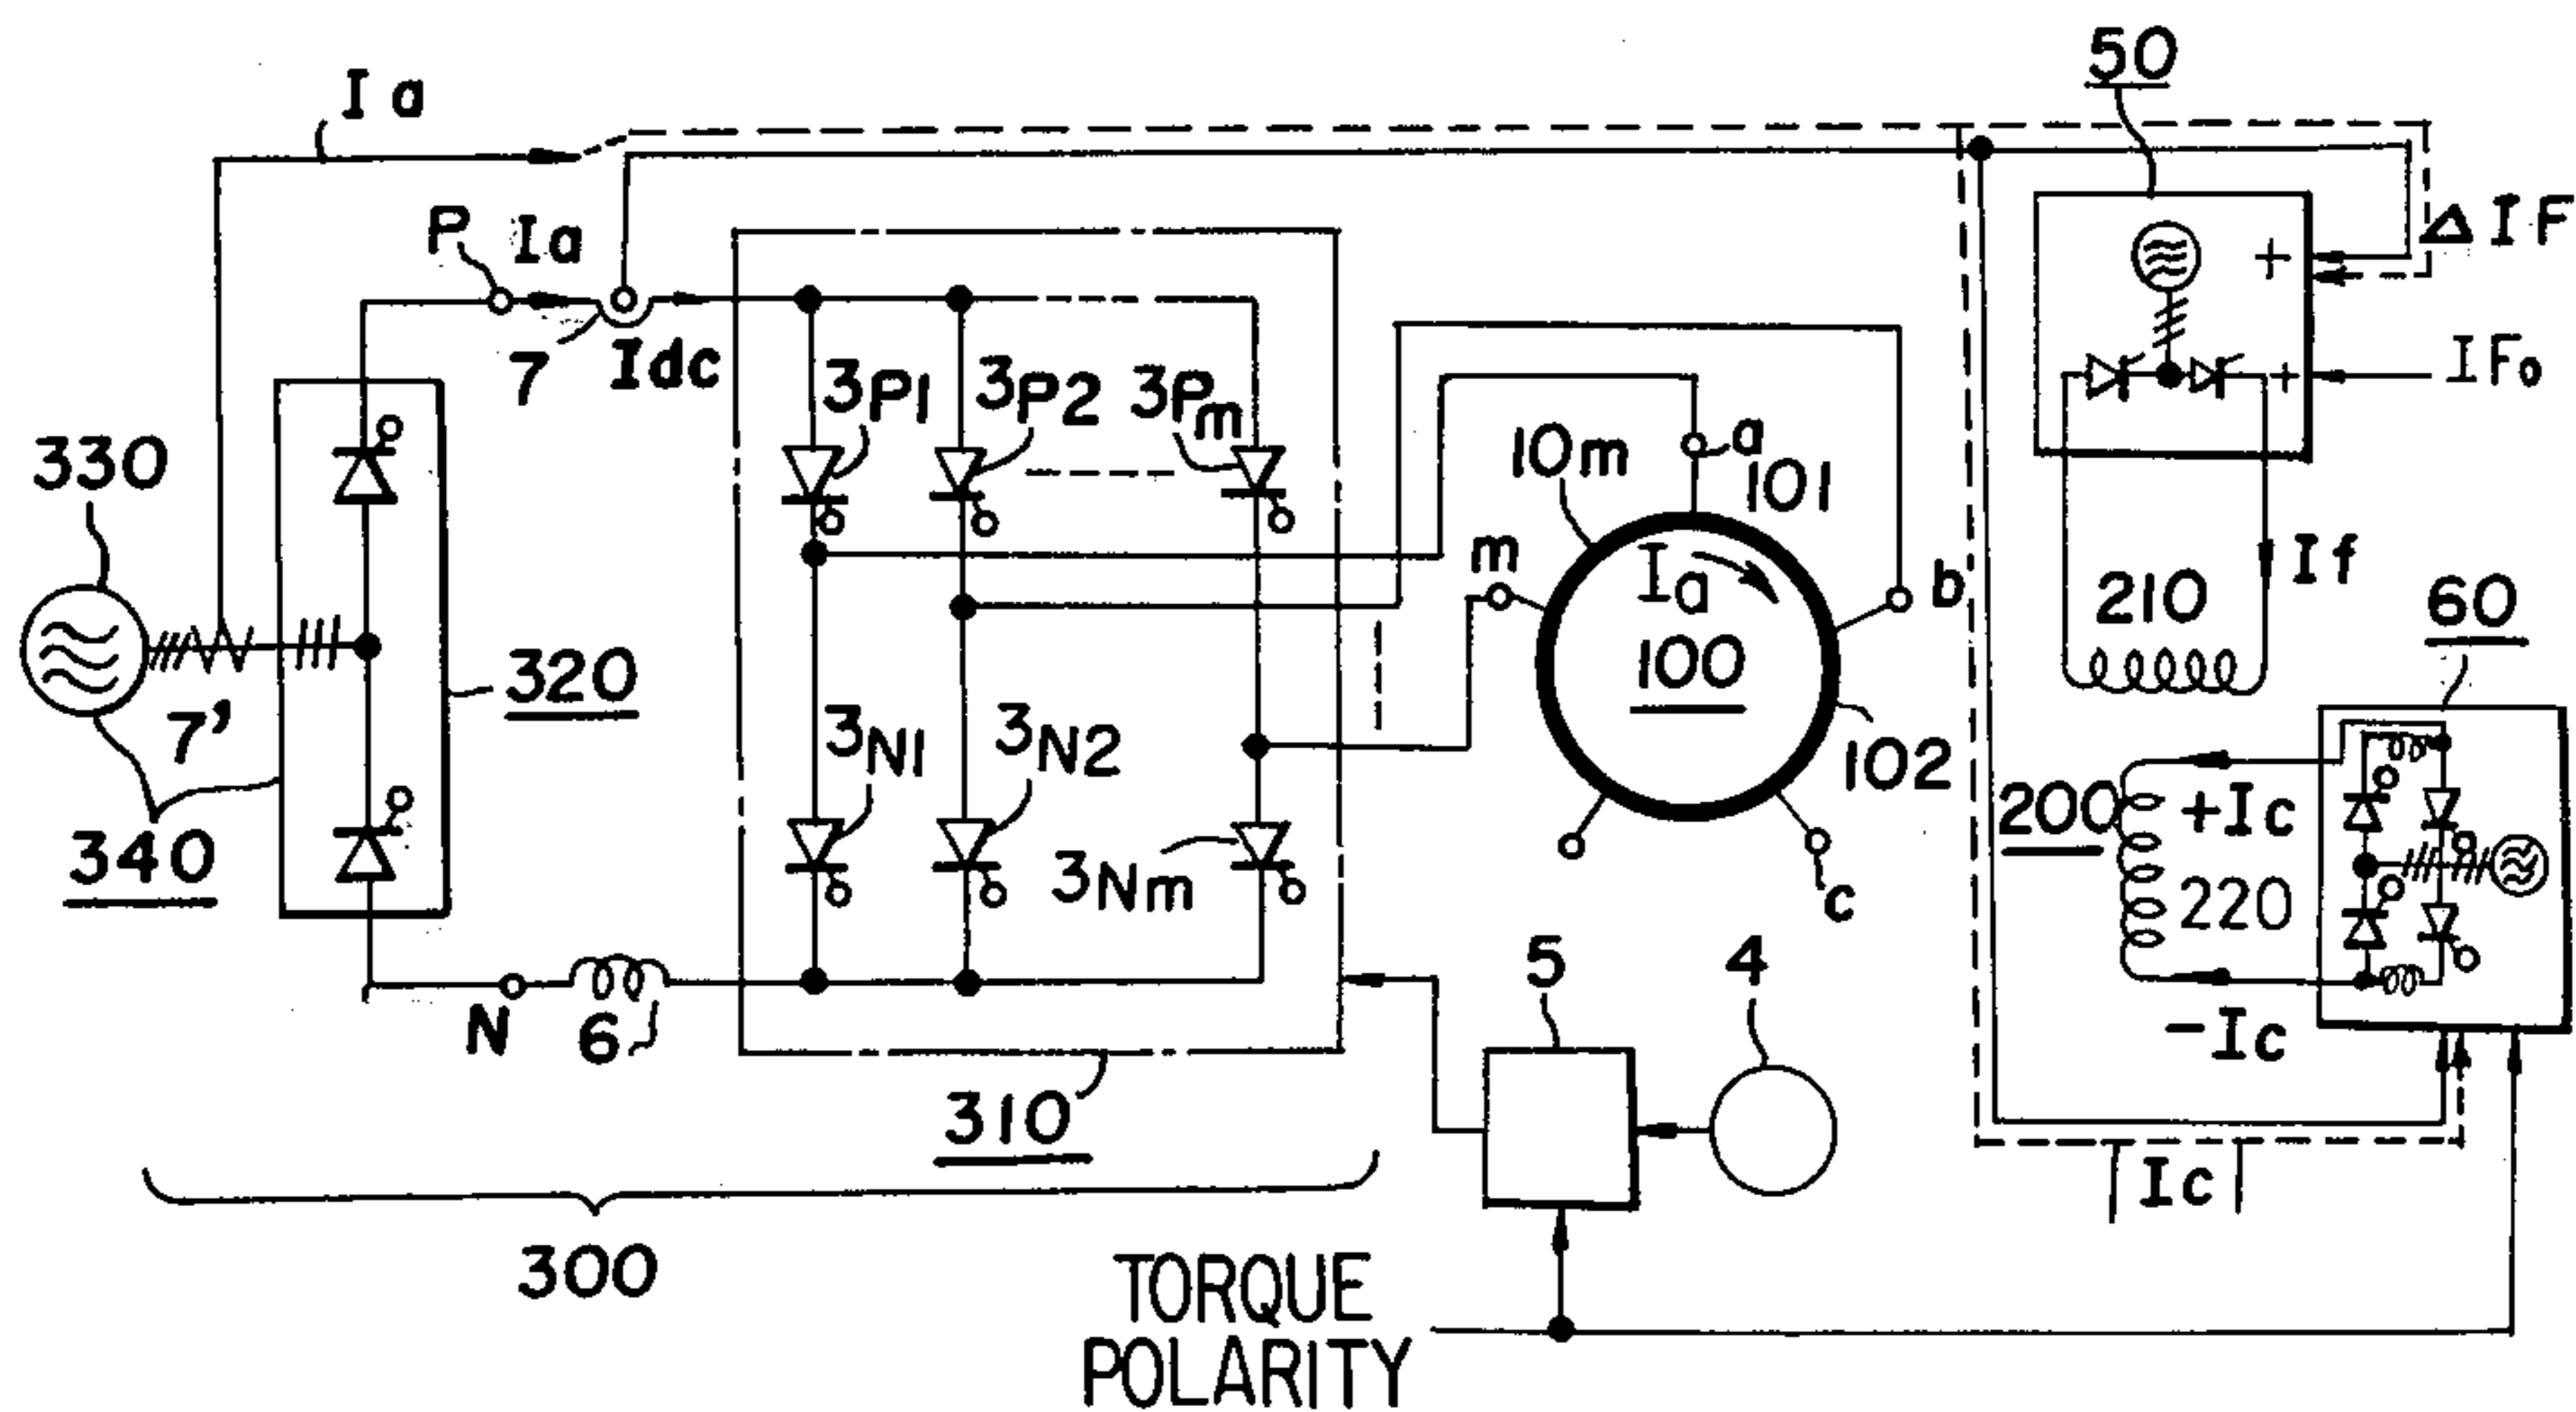 50
Ia
P
Ia
ΔIF
7
Idc
IF0
3P1
3P2
3Pm
330
10m
a
101
m
Ia
b
If
210
60
100
320
7'
3N1
3N2
102
200
+Ic
340
3Nm
220
c
5
4
N
6
-Ic
310
|Ic|
300
TORQUE
POLARITY
+
+